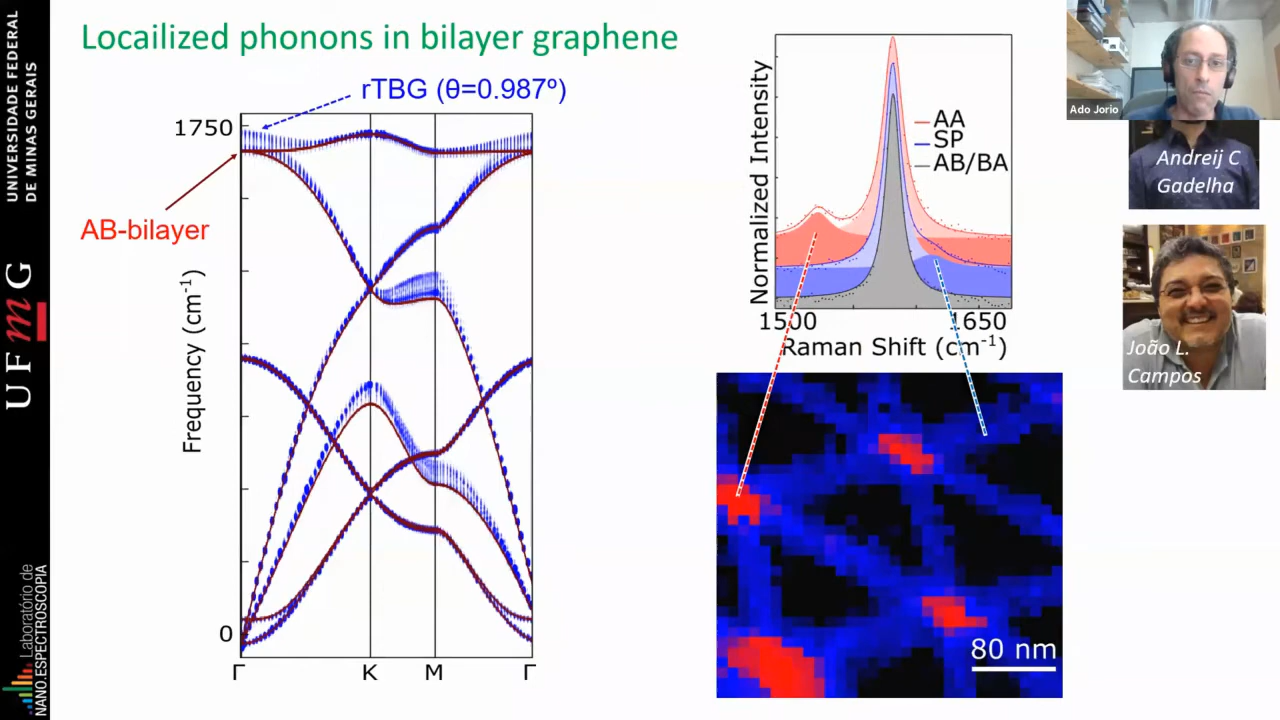 Locailized phonons in bilayer graphene
UNIVERSIDADE FEDERAL
DE MINAS GERAIS
UFmG
Laboratório de
NANO.ESPECTROSCOPIA
rTBG (θ=0.987º)
AB-bilayer
1750
0
Frequency (cm-1)
Γ K M Γ
Normalized Intensity
AA
SP
AB/BA
1500 1650
Raman Shift (cm-1)
80 nm
Ado Jorio
Andreij C
Gadelha
João L.
Campos